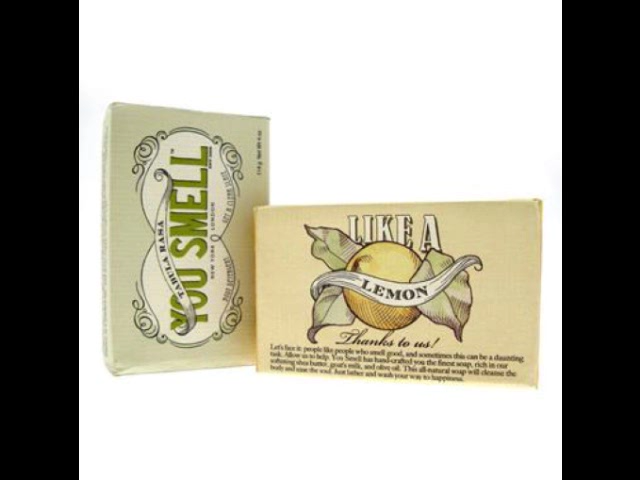 TABULA RASA
YOU SMELL
NEW YORK LONDON
LIKE A
LEMON
Thanks to us!
Let's face it: people like people who smell good, and sometimes this can be a daunting
task. Allow us to help. You Smell has hand-crafted you the finest soap, rich in our
softening shea butter, goat's milk, and olive oil. This all-natural soap will cleanse the
body and ease the soul. Just lather and wash your way to happiness.